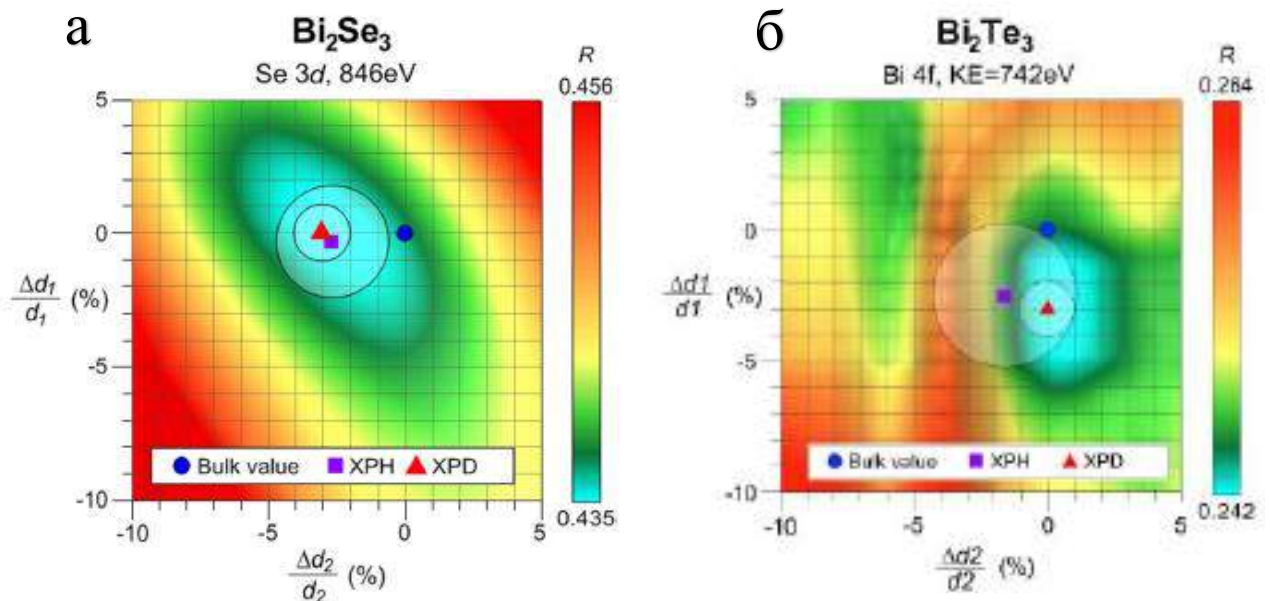 а
Bi₂Se₃
Se 3d, 846eV
R
0.456
5
0
-5
-10
Δd₁
d₁
(%)
Bulk value
XPH
XPD
-10
-5
0
5
0.435
Δd₂
d₂
(%)
б
Bi₂Te₃
Bi 4f, KE=742eV
R
0.264
5
0
-5
-10
Δd1
d1
(%)
Bulk value
XPH
XPD
-10
-5
0
5
0.242
Δd2
d2
(%)